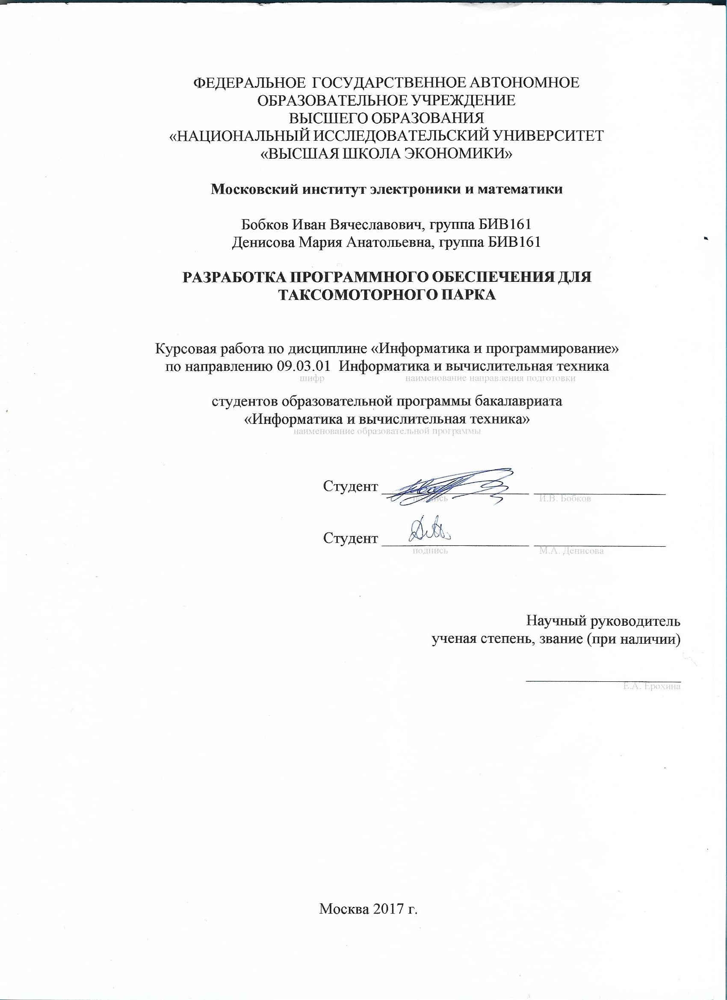 ФЕДЕРАЛЬНОЕ ГОСУДАРСТВЕННОЕ АВТОНОМНОЕ
ОБРАЗОВАТЕЛЬНОЕ УЧРЕЖДЕНИЕ
ВЫСШЕГО ОБРАЗОВАНИЯ
«НАЦИОНАЛЬНЫЙ ИССЛЕДОВАТЕЛЬСКИЙ УНИВЕРСИТЕТ
«ВЫСШАЯ ШКОЛА ЭКОНОМИКИ»
Московский институт электроники и математики
Бобков Иван Вячеславович, группа БИВ161
Денисова Мария Анатольевна, группа БИВ161
РАЗРАБОТКА ПРОГРАММНОГО ОБЕСПЕЧЕНИЯ ДЛЯ
ТАКСОМОТОРНОГО ПАРКА
Курсовая работа по дисциплине «Информатика и программирование»
по направлению 09.03.01 Информатика и вычислительная техника
шифр наименование направления подготовки
студентов образовательной программы бакалавриата
«Информатика и вычислительная техника»
наименование образовательной программы
Студент
подпись И.В. Бобков
Студент
подпись М.А. Денисова
Научный руководитель
ученая степень, звание (при наличии)
Е.А. Ерохина
Москва 2017 г.